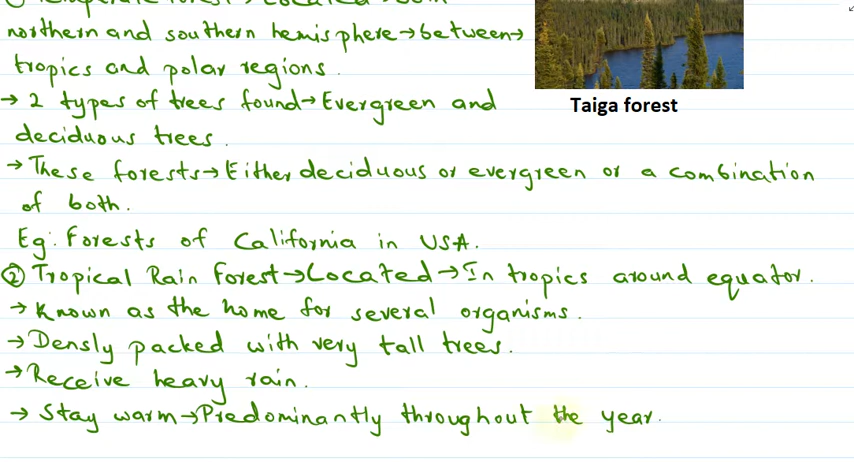 northern and southern hemisphere→between→
tropics and polar regions.
Taiga forest
→ 2 types of trees found→Evergreen and
deciduous trees.
→These forests→Either deciduous or evergreen or a combination
of both.
Eg: Forests of California in USA.
② Tropical Rain Forest→Located→In tropics around equator.
→ Known as the home for several organisms.
→Densly packed with very tall trees.
→Receive heavy rain.
→ Stay warm→Predominantly throughout the year.